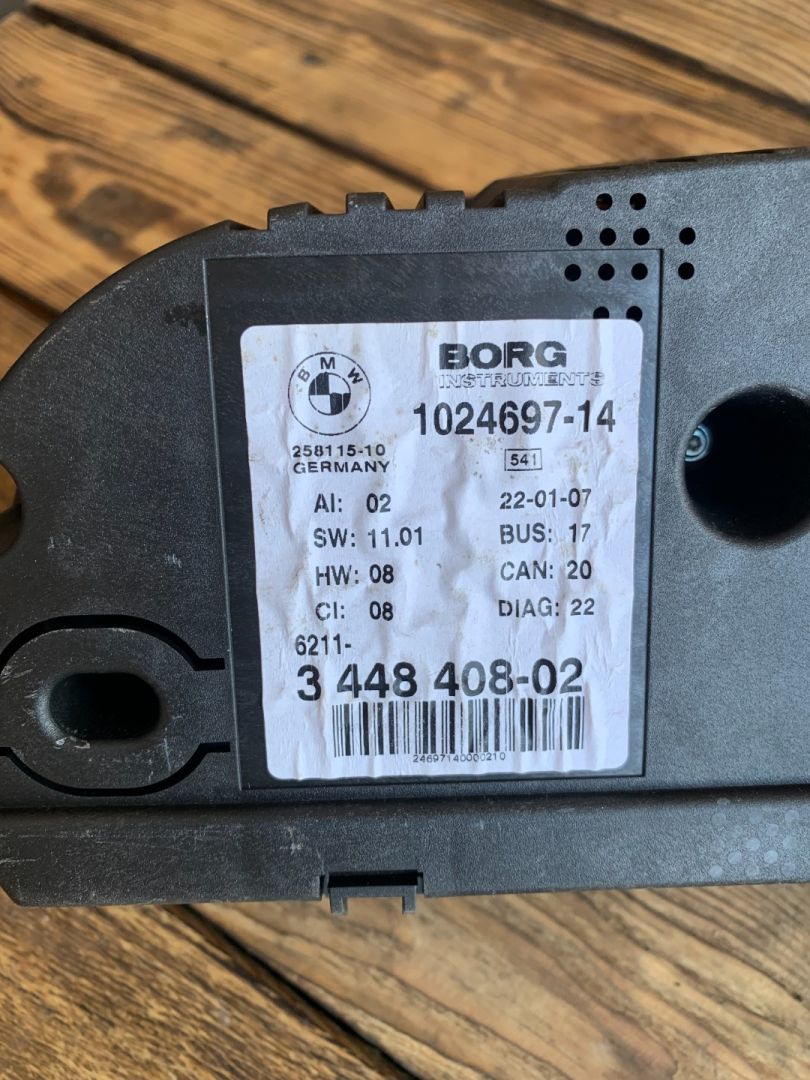 BMW
BORG
INSTRUMENTS
1024697-14
258115-10
GERMANY
541
AI: 02
22-01-07
SW: 11.01
BUS: 17
HW: 08
CAN: 20
CI: 08
DIAG: 22
6211-
3 448 408-02
24697140000210